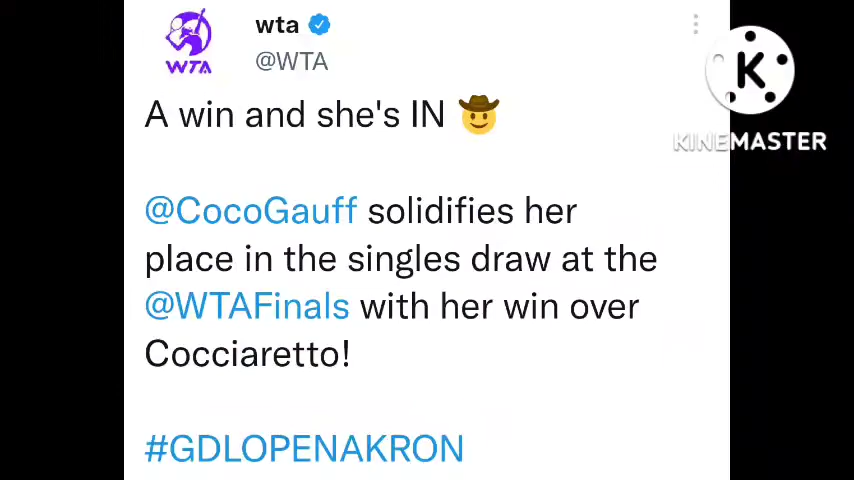 wta
@WTA
WTA
A win and she's IN 🤠
@CocoGauff solidifies her
place in the singles draw at the
@WTAFinals with her win over
Cocciaretto!
#GDLOPENAKRON
K
KINEMASTER